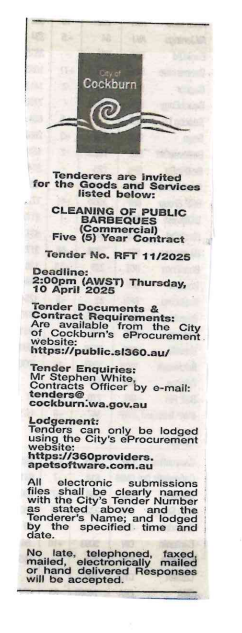 City of
Cockburn
Tenderers are invited
for the Goods and Services
listed below:
CLEANING OF PUBLIC
BARBEQUES
(Commercial)
Five (5) Year Contract
Tender No. RFT 11/2025
Deadline:
2:00pm (AWST) Thursday,
10 April 2025
Tender Documents &
Contract Requirements:
Are available from the City
of Cockburn's eProcurement
website:
https://public.sl360.au/
Tender Enquiries:
Mr Stephen White,
Contracts Officer by e-mail:
tenders@
cockburn.wa.gov.au
Lodgement:
Tenders can only be lodged
using the City's eProcurement
website:
https://360providers.
apetsoftware.com.au
All electronic submissions
files shall be clearly named
with the City's Tender Number
as stated above and the
Tenderer's Name; and lodged
by the specified time and
date.
No late, telephoned, faxed,
mailed, electronically mailed
or hand delivered Responses
will be accepted.